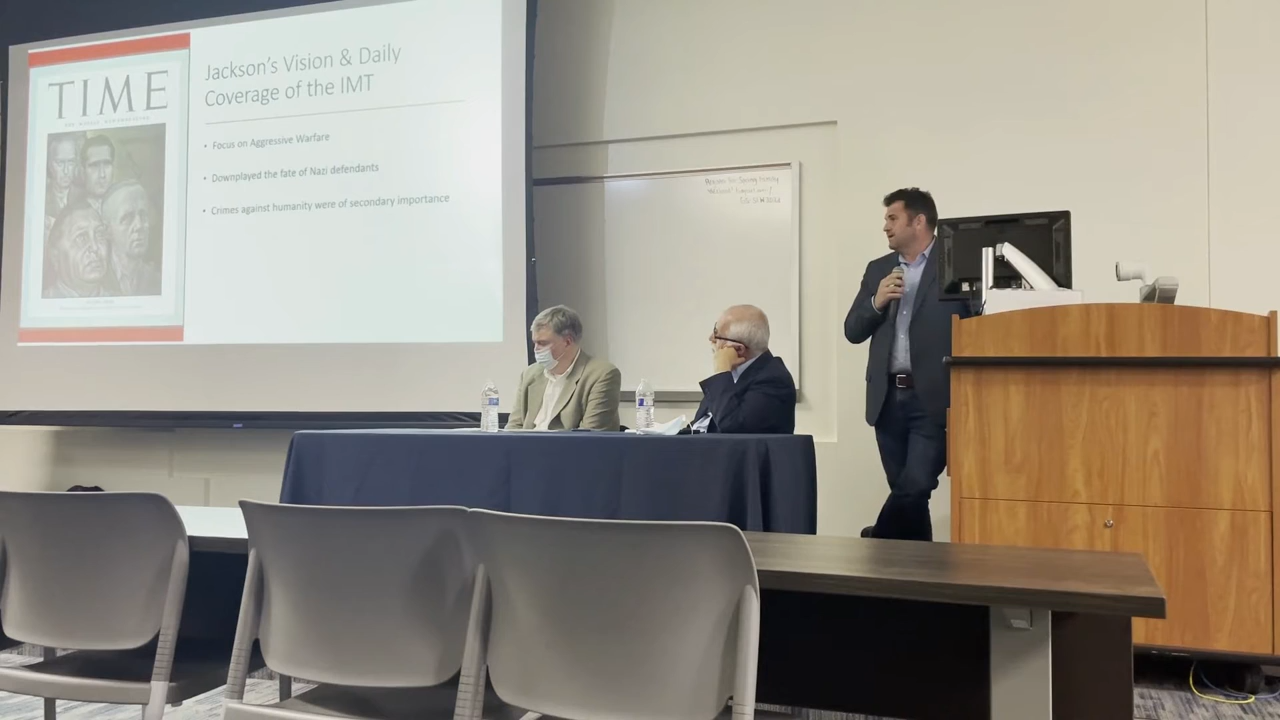 TIME
Jackson's Vision & Daily
Coverage of the IMT
• Focus on Aggressive Warfare
• Downplayed the fate of Nazi defendants
• Crimes against humanity were of secondary importance